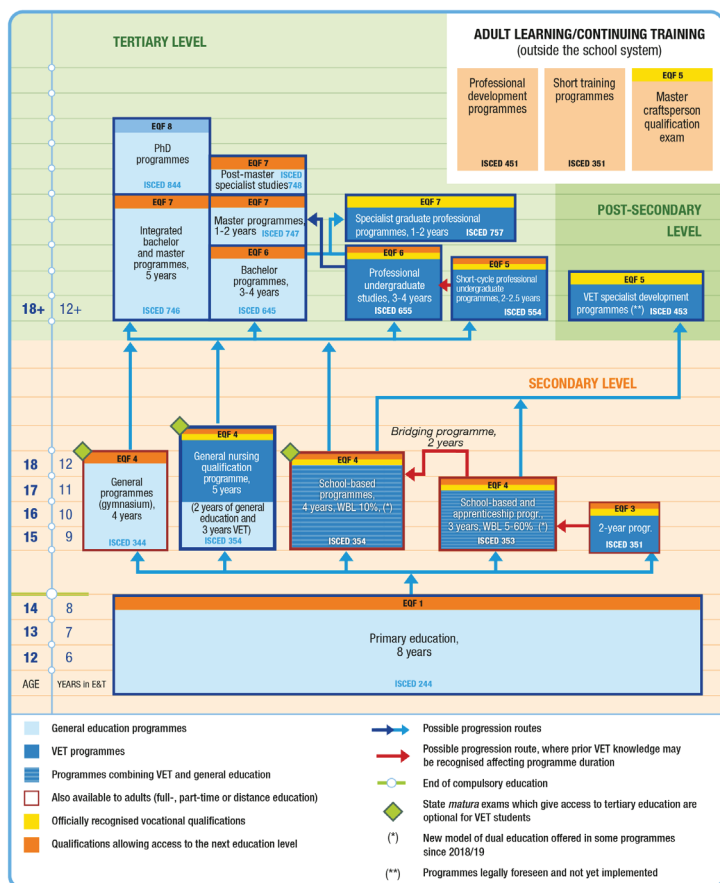 TERTIARY LEVEL
ADULT LEARNING/CONTINUING TRAINING
(outside the school system)
Professional
development
programmes
ISCED 451
Short training
programmes
ISCED 351
EQF 5
Master
craftsperson
qualification
exam
EQF 8
PhD
programmes
ISCED 844
EQF 7
Post-master ISCED
specialist studies 748
EQF 7
Integrated
bachelor
and master
programmes,
5 years
ISCED 746
EQF 7
Master programmes,
1-2 years ISCED 747
EQF 6
Bachelor
programmes,
3-4 years
ISCED 645
EQF 7
Specialist graduate professional
programmes, 1-2 years ISCED 757
EQF 6
Professional
undergraduate
studies, 3-4 years
ISCED 655
EQF 5
Short-cycle professional
undergraduate
programmes, 2-2.5 years
ISCED 554
POST-SECONDARY
LEVEL
EQF 5
VET specialist development
programmes (**) ISCED 453
18+ 12+
SECONDARY LEVEL
Bridging programme,
2 years
EQF 4
General
programmes
(gymnasium),
4 years
ISCED 344
EQF 4
General nursing
qualification
programme,
5 years
(2 years of general
education and
3 years VET)
ISCED 354
EQF 4
School-based
programmes,
4 years, WBL 10%, (*)
ISCED 354
EQF 4
School-based and
apprenticeship progr.,
3 years, WBL 5-60% (*)
ISCED 353
EQF 3
2-year progr.
ISCED 351
18 12
17 11
16 10
15 9
14 8
13 7
12 6
AGE YEARS in E&T
EQF 1
Primary education,
8 years
ISCED 244
General education programmes
VET programmes
Programmes combining VET and general education
Also available to adults (full-, part-time or distance education)
Officially recognised vocational qualifications
Qualifications allowing access to the next education level
Possible progression routes
Possible progression route, where prior VET knowledge may
be recognised affecting programme duration
End of compulsory education
State matura exams which give access to tertiary education are
optional for VET students
(*) New model of dual education offered in some programmes
since 2018/19
(**) Programmes legally foreseen and not yet implemented